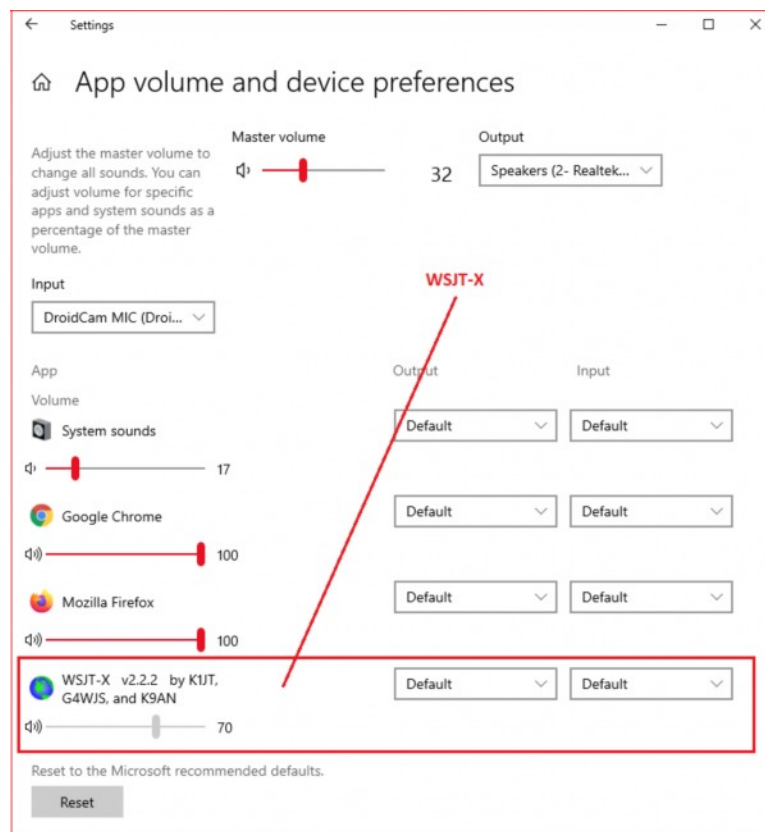 Settings
App volume and device preferences
Master volume
Output
Adjust the master volume to
change all sounds. You can
adjust volume for specific
apps and system sounds as a
percentage of the master
volume.
32
Speakers (2- Realtek...
Input
WSJT-X
DroidCam MIC (Droi...
App
Output
Input
Volume
System sounds
Default
Default
17
Google Chrome
Default
Default
100
Mozilla Firefox
Default
Default
100
WSJT-X v2.2.2 by K1JT,
G4WJS, and K9AN
Default
Default
70
Reset to the Microsoft recommended defaults.
Reset